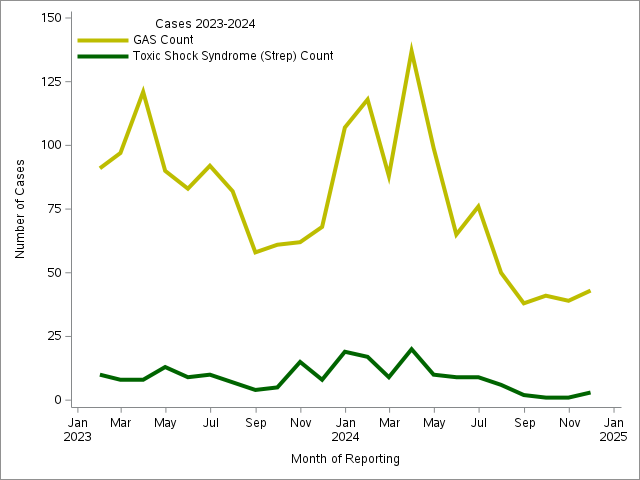 Cases 2023-2024
GAS Count
Toxic Shock Syndrome (Strep) Count
150
125
100
75
50
25
0
Number of Cases
Jan Mar May Jul Sep Nov Jan Mar May Jul Sep Nov Jan
2023 2024 2025
Month of Reporting